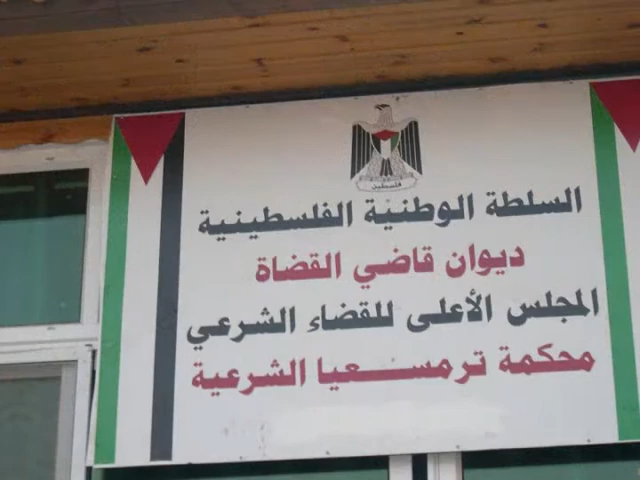 فلسطين
السلطة الوطنية الفلسطينية
ديوان قاضي القضاة
المجلس الأعلى للقضاء الشرعي
محكمة ترمسعيا الشرعية